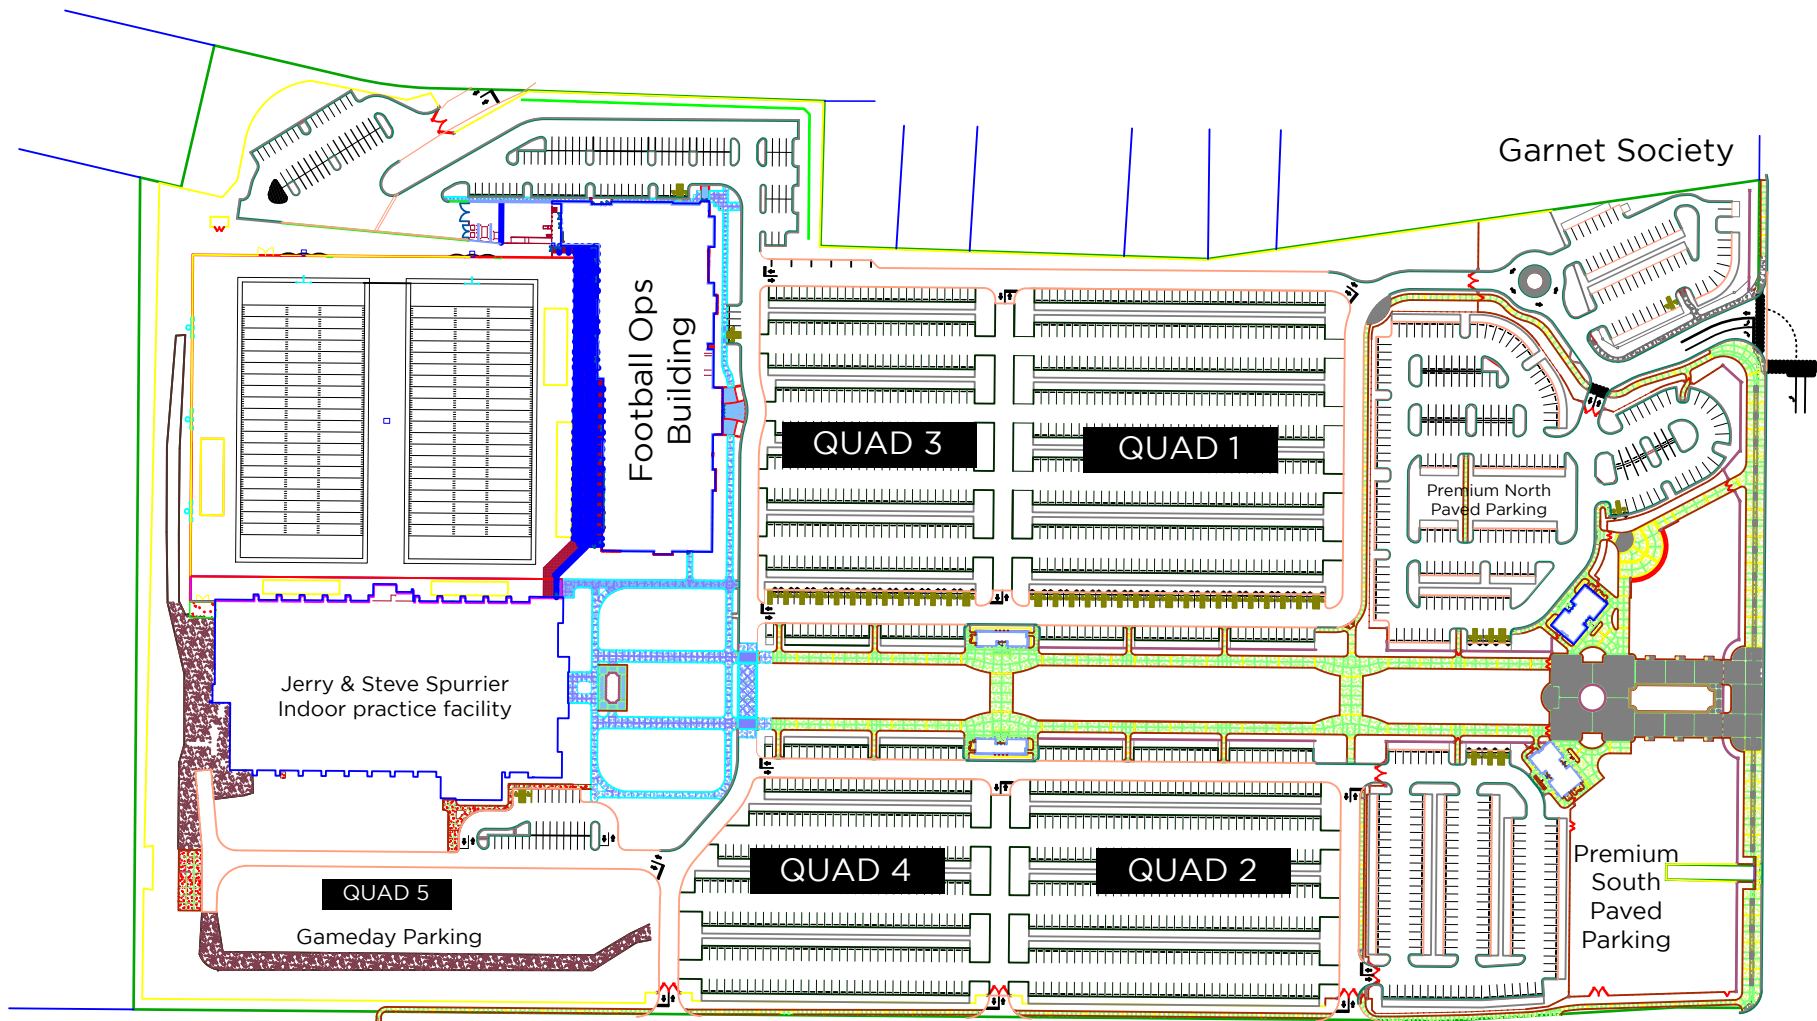 Garnet Society
Football Ops
Building
QUAD 3
QUAD 1
Premium North
Paved Parking
Jerry & Steve Spurrier
Indoor practice facility
QUAD 4
QUAD 2
Premium
South
Paved
Parking
QUAD 5
Gameday Parking